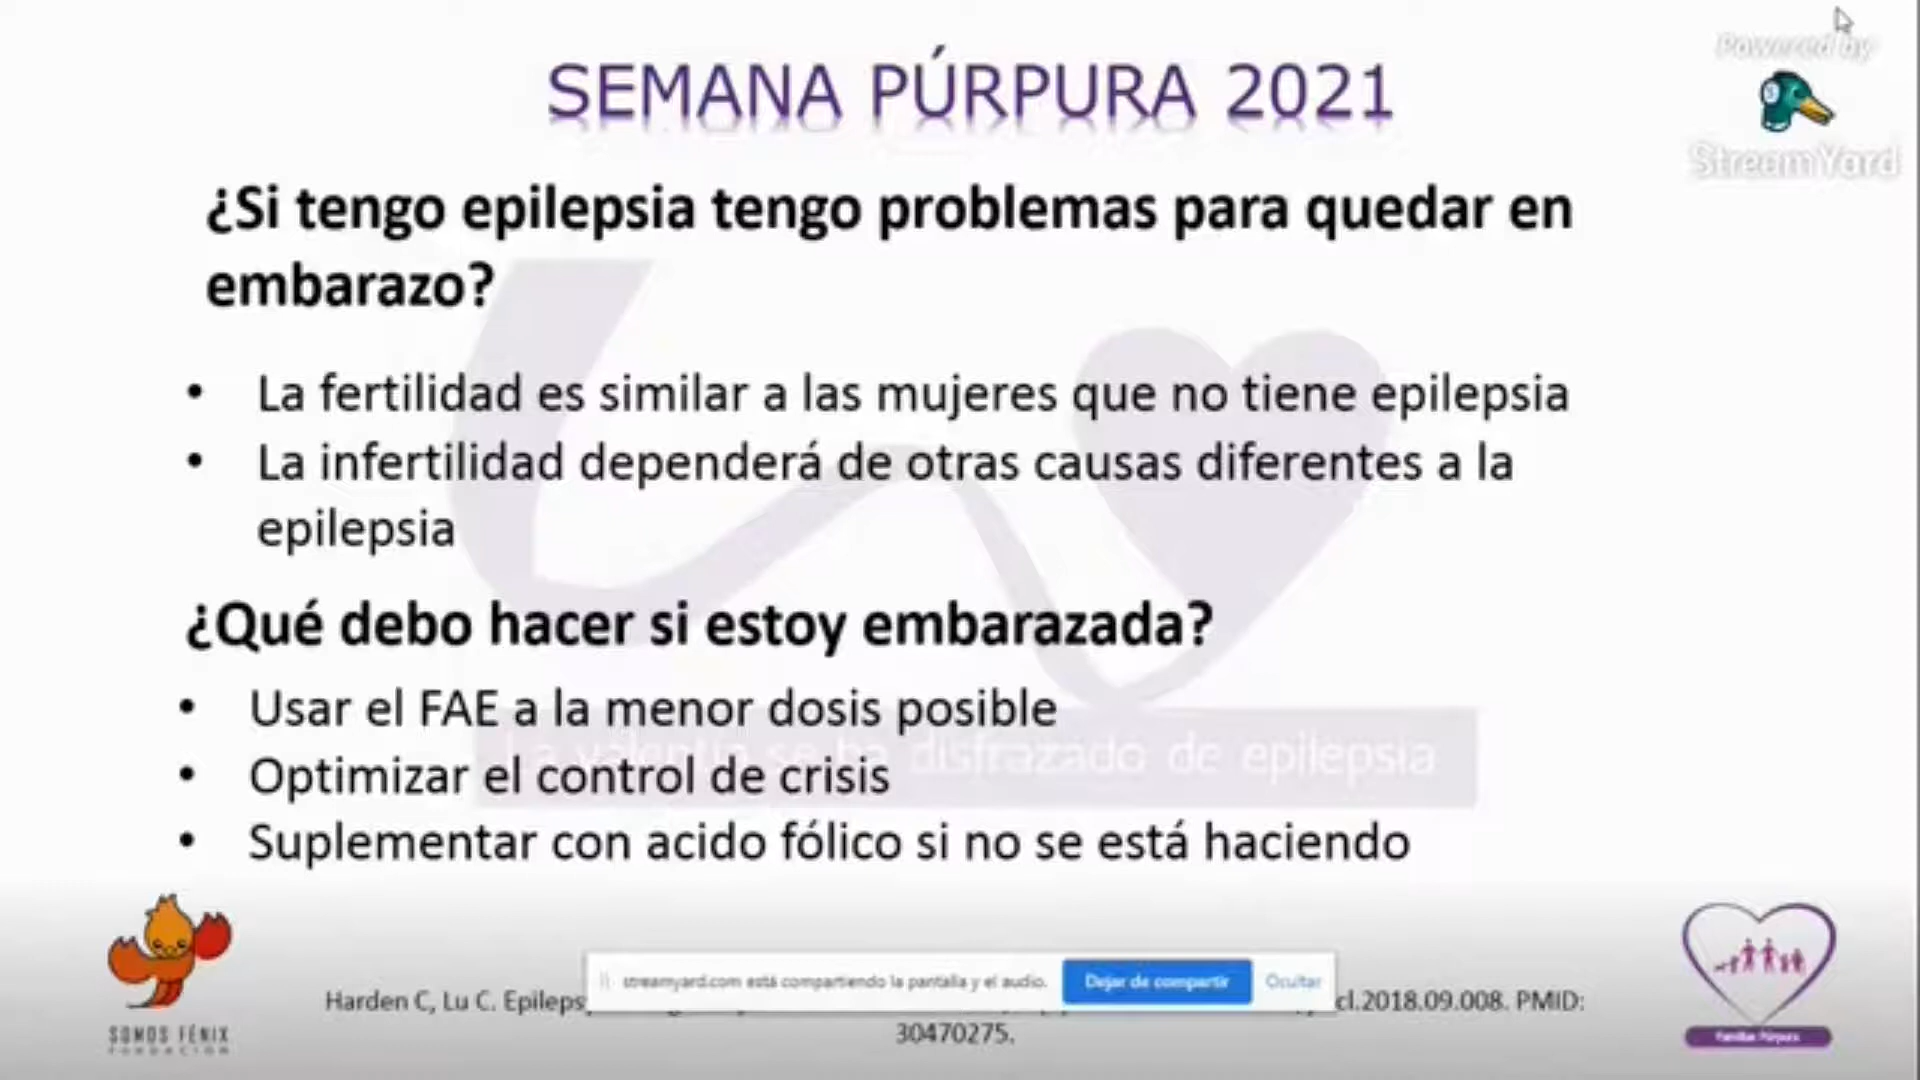 SEMANA PÚRPURA 2021
Powered by
StreamYard
¿Si tengo epilepsia tengo problemas para quedar en
embarazo?
• La fertilidad es similar a las mujeres que no tiene epilepsia
• La infertilidad dependerá de otras causas diferentes a la
epilepsia
¿Qué debo hacer si estoy embarazada?
• Usar el FAE a la menor dosis posible
La valentía se ha disfrazado de epilepsia
• Optimizar el control de crisis
• Suplementar con acido fólico si no se está haciendo
streamyard.com está compartiendo la pantalla y el audio. Dejar de compartir Ocultar
Harden C, Lu C. Epileps cl.2018.09.008. PMID:
30470275.
SOMOS FÉNIX
FUNDACIÓN
Familias Púrpura